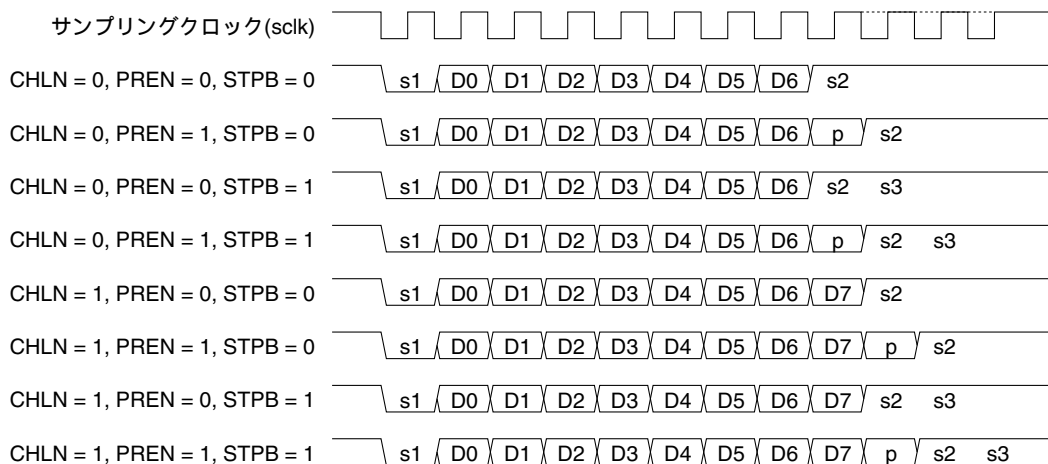 サンプリングクロック(sclk)
CHLN = 0, PREN = 0, STPB = 0 s1 D0 D1 D2 D3 D4 D5 D6 s2
CHLN = 0, PREN = 1, STPB = 0 s1 D0 D1 D2 D3 D4 D5 D6 p s2
CHLN = 0, PREN = 0, STPB = 1 s1 D0 D1 D2 D3 D4 D5 D6 s2 s3
CHLN = 0, PREN = 1, STPB = 1 s1 D0 D1 D2 D3 D4 D5 D6 p s2 s3
CHLN = 1, PREN = 0, STPB = 0 s1 D0 D1 D2 D3 D4 D5 D6 D7 s2
CHLN = 1, PREN = 1, STPB = 0 s1 D0 D1 D2 D3 D4 D5 D6 D7 p s2
CHLN = 1, PREN = 0, STPB = 1 s1 D0 D1 D2 D3 D4 D5 D6 D7 s2 s3
CHLN = 1, PREN = 1, STPB = 1 s1 D0 D1 D2 D3 D4 D5 D6 D7 p s2 s3